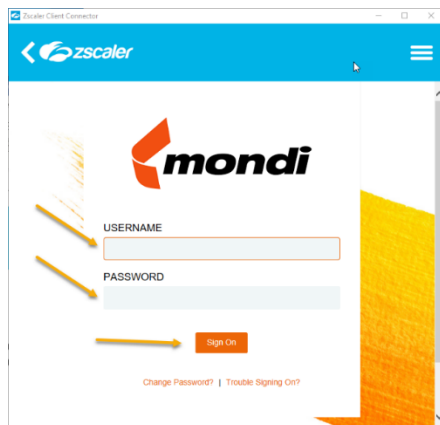 Zscaler Client Connector
zscaler
mondi
USERNAME
PASSWORD
Sign On
Change Password? | Trouble Signing On?